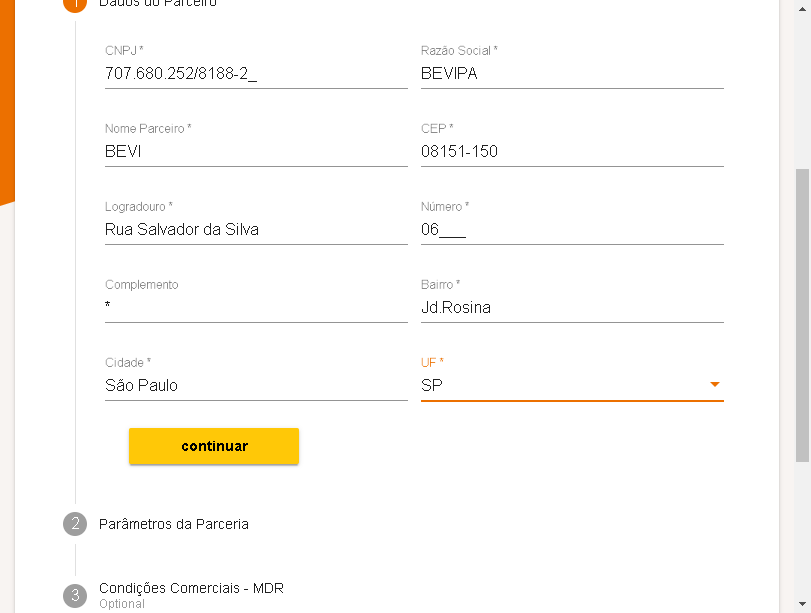 1 Dados do Parceiro
CNPJ * Razão Social *
707.680.252/8188-2_ BEVIPA
Nome Parceiro * CEP *
BEVI 08151-150
Logradouro * Número *
Rua Salvador da Silva 06___
Complemento Bairro *
* Jd.Rosina
Cidade * UF *
São Paulo SP
continuar
2 Parâmetros da Parceria
3 Condições Comerciais - MDR
Optional